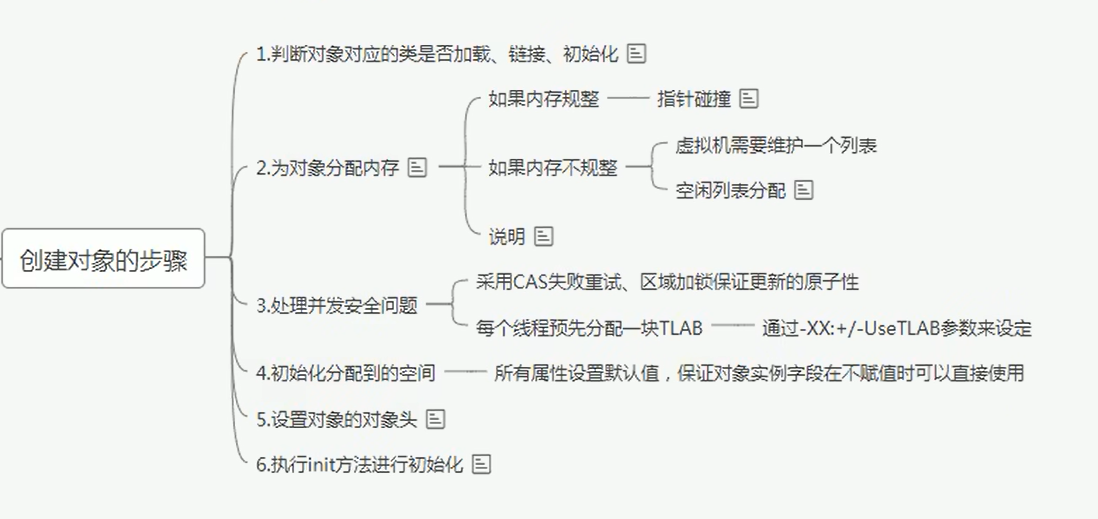 创建对象的步骤
1.判断对象对应的类是否加载、链接、初始化
2.为对象分配内存
如果内存规整
指针碰撞
如果内存不规整
虚拟机需要维护一个列表
空闲列表分配
说明
3.处理并发安全问题
采用CAS失败重试、区域加锁保证更新的原子性
每个线程预先分配一块TLAB
通过-XX:+/-UseTLAB参数来设定
4.初始化分配到的空间
所有属性设置默认值，保证对象实例字段在不赋值时可以直接使用
5.设置对象的对象头
6.执行init方法进行初始化